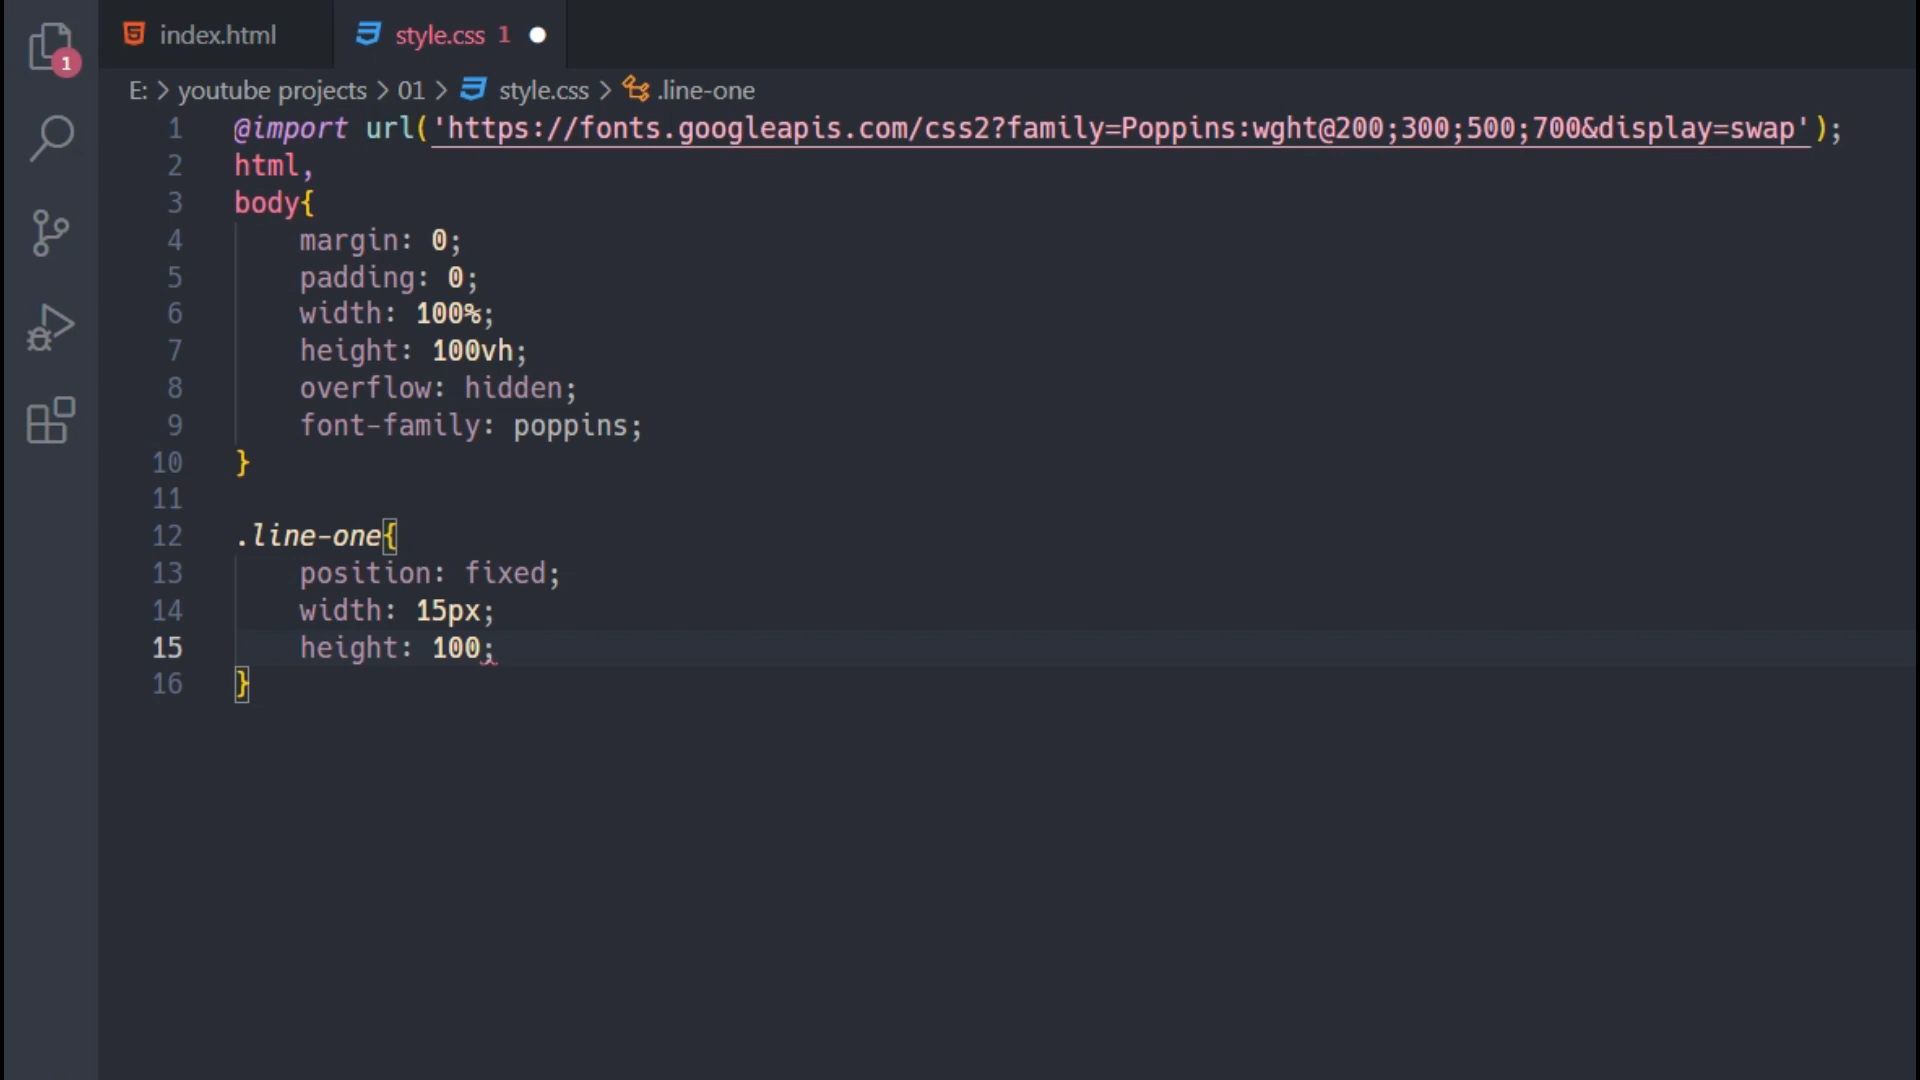 index.html style.css 1
1
E: > youtube projects > 01 > style.css > .line-one
1 @import url('https://fonts.googleapis.com/css2?family=Poppins:wght@200;300;500;700&display=swap');
2 html,
3 body{
4 margin: 0;
5 padding: 0;
6 width: 100%;
7 height: 100vh;
8 overflow: hidden;
9 font-family: poppins;
10 }
11
12 .line-one{
13 position: fixed;
14 width: 15px;
15 height: 100;
16 }